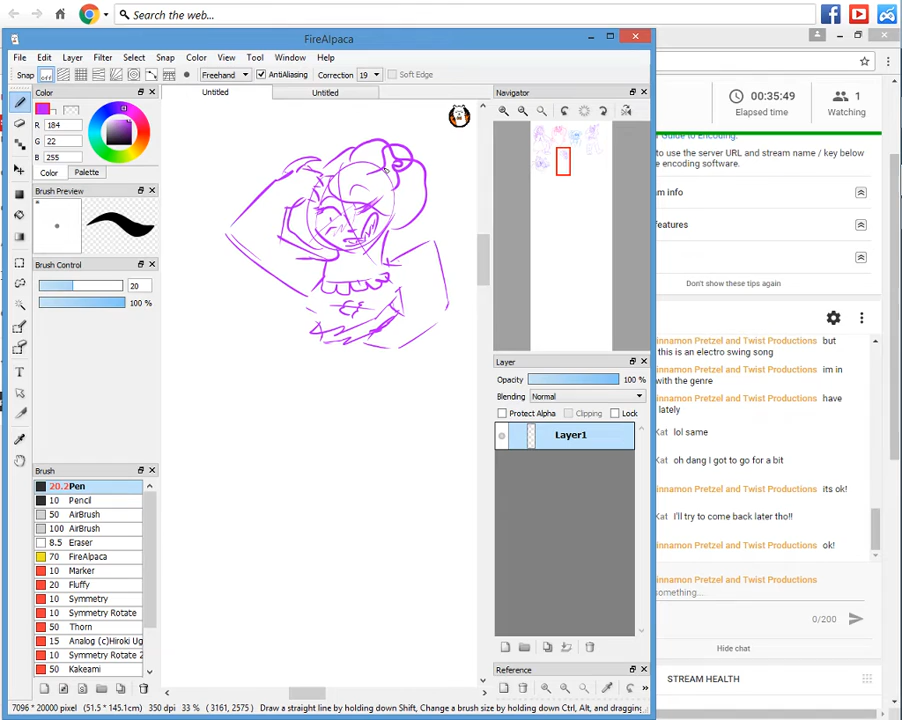 Search the web...
FireAlpaca
File Edit Layer Filter Select Snap Color View Tool Window Help
Snap off Freehand AntiAliasing Correction 19 Soft Edge
Color
Untitled Untitled
Navigator
R 184
G 22
B 255
Color Palette
Brush Preview
Brush Control
20
100 %
Brush
20.2 Pen
10 Pencil
50 AirBrush
100 AirBrush
8.5 Eraser
70 FireAlpaca
10 Marker
20 Fluffy
10 Symmetry
10 Symmetry Rotate
50 Thorn
15 Analog (c)Hiroki Ug
10 Symmetry Rotate 2
50 Kakeami
Layer
Opacity 100 %
Blending Normal
Protect Alpha Clipping Lock
Layer1
Reference
7096 * 20000 pixel (51.5 * 145.1cm) 350 dpi 33 % ( 3161, 2575 ) Draw a straight line by holding down Shift, Change a brush size by holding down Ctrl, Alt, and dragging
00:35:49
Elapsed time
1
Watching
Guide to Encoding.
to use the server URL and stream name / key below
encoding software.
am info
features
Don't show these tips again
innamon Pretzel and Twist Productions but
this is an electro swing song
innamon Pretzel and Twist Productions im in
with the genre
innamon Pretzel and Twist Productions have
lately
Kat lol same
Kat oh dang I got to go for a bit
innamon Pretzel and Twist Productions its ok!
Kat I'll try to come back later tho!!
innamon Pretzel and Twist Productions ok!
innamon Pretzel and Twist Productions
something...
0/200
Hide chat
STREAM HEALTH